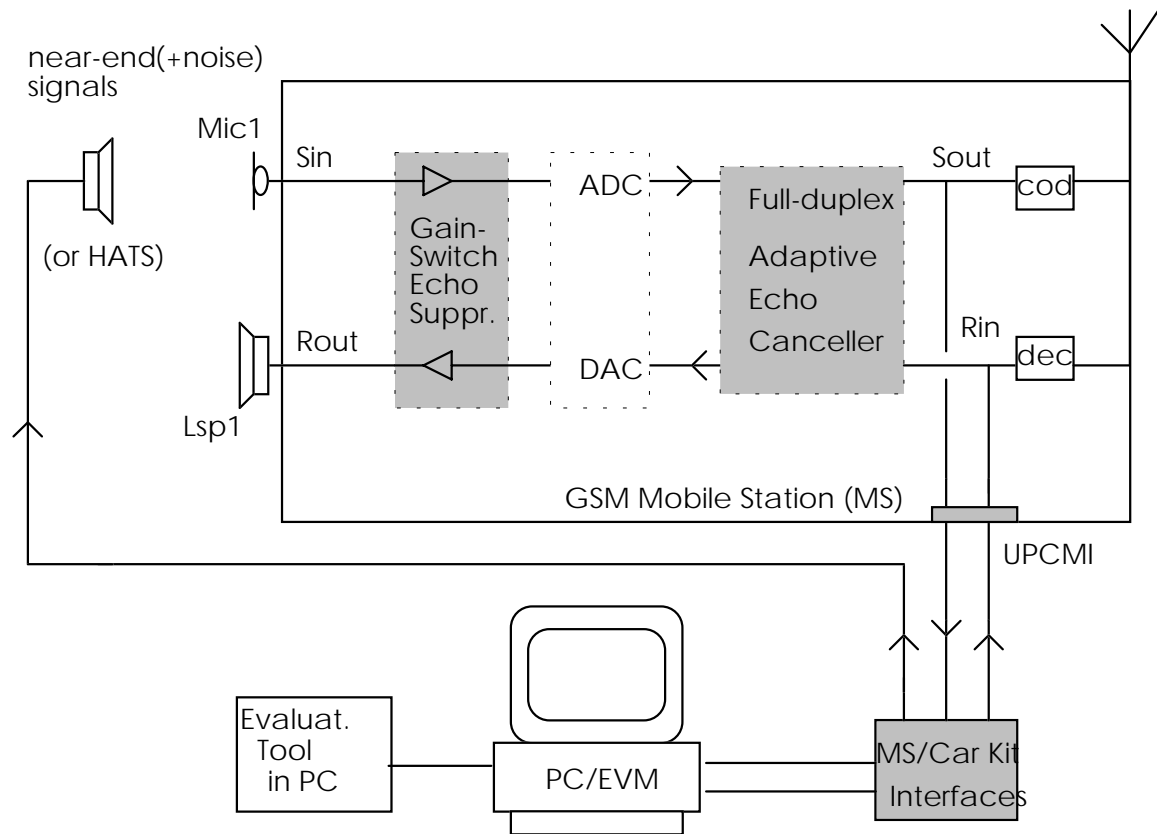 near-end(+noise)
signals
Mic1
Sin
ADC
Sout
cod
Full-duplex
Adaptive
Echo
Canceller
Gain-
Switch
Echo
Suppr.
(or HATS)
Rout
DAC
Rin
dec
Lsp1
GSM Mobile Station (MS)
UPCMI
Evaluat.
Tool
in PC
PC/EVM
MS/Car Kit
Interfaces